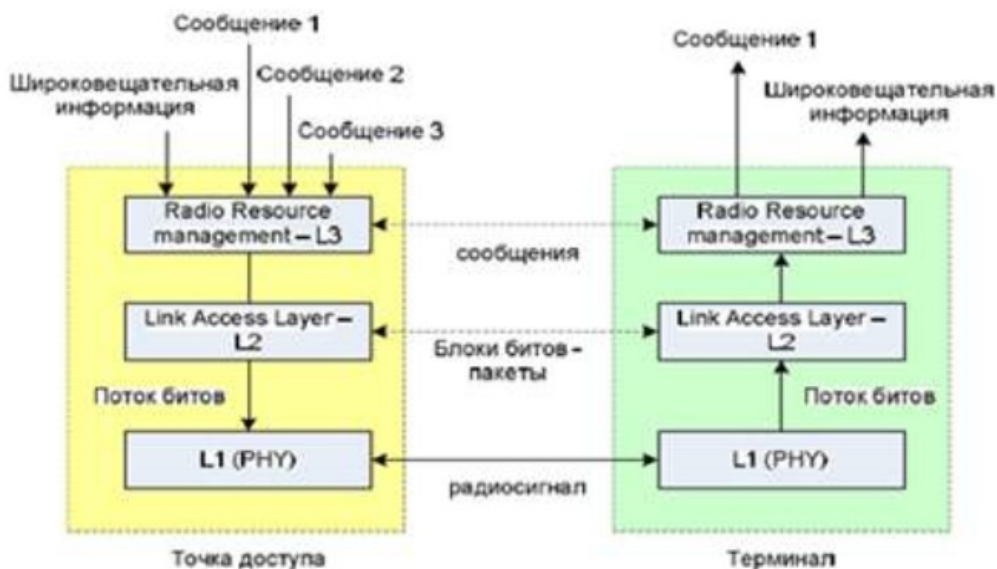 Сообщение 1
Широковещательная
информация
Сообщение 2
Сообщение 3
Radio Resource
management – L3
Link Access Layer –
L2
Поток битов
L1 (PHY)
Точка доступа
сообщения
Блоки битов -
пакеты
радиосигнал
Сообщение 1
Широковещательная
информация
Radio Resource
management – L3
Link Access Layer –
L2
Поток битов
L1 (PHY)
Терминал